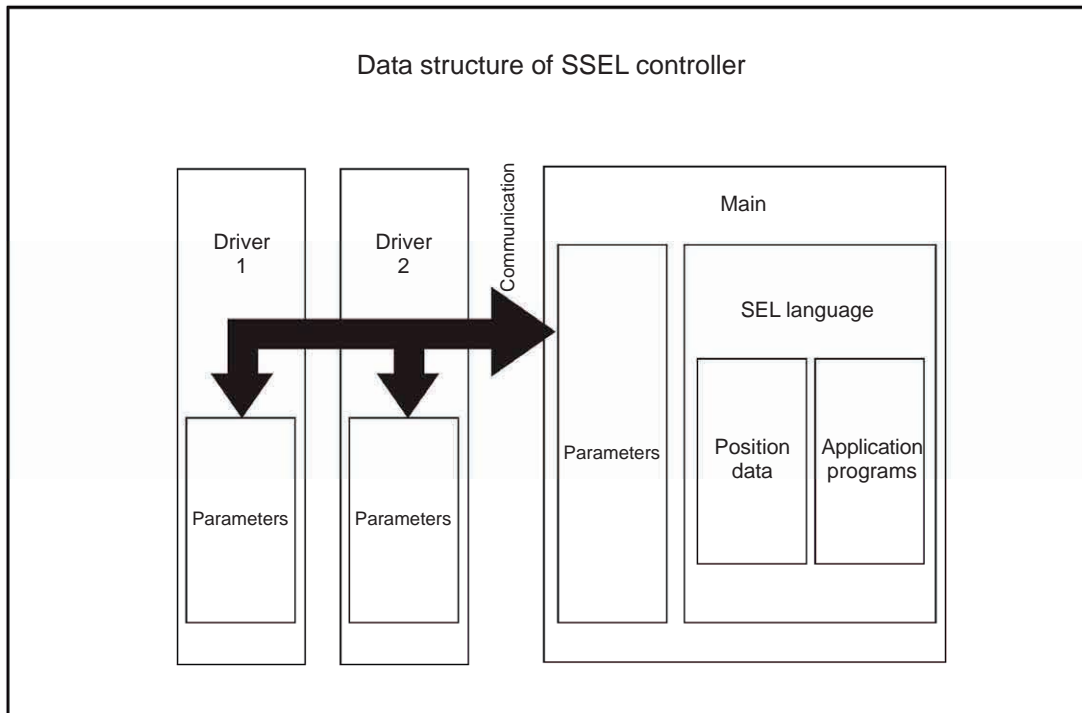 Data structure of SSEL controller
Driver
1
Parameters
Driver
2
Parameters
Communication
Main
Parameters
SEL language
Position
data
Application
programs